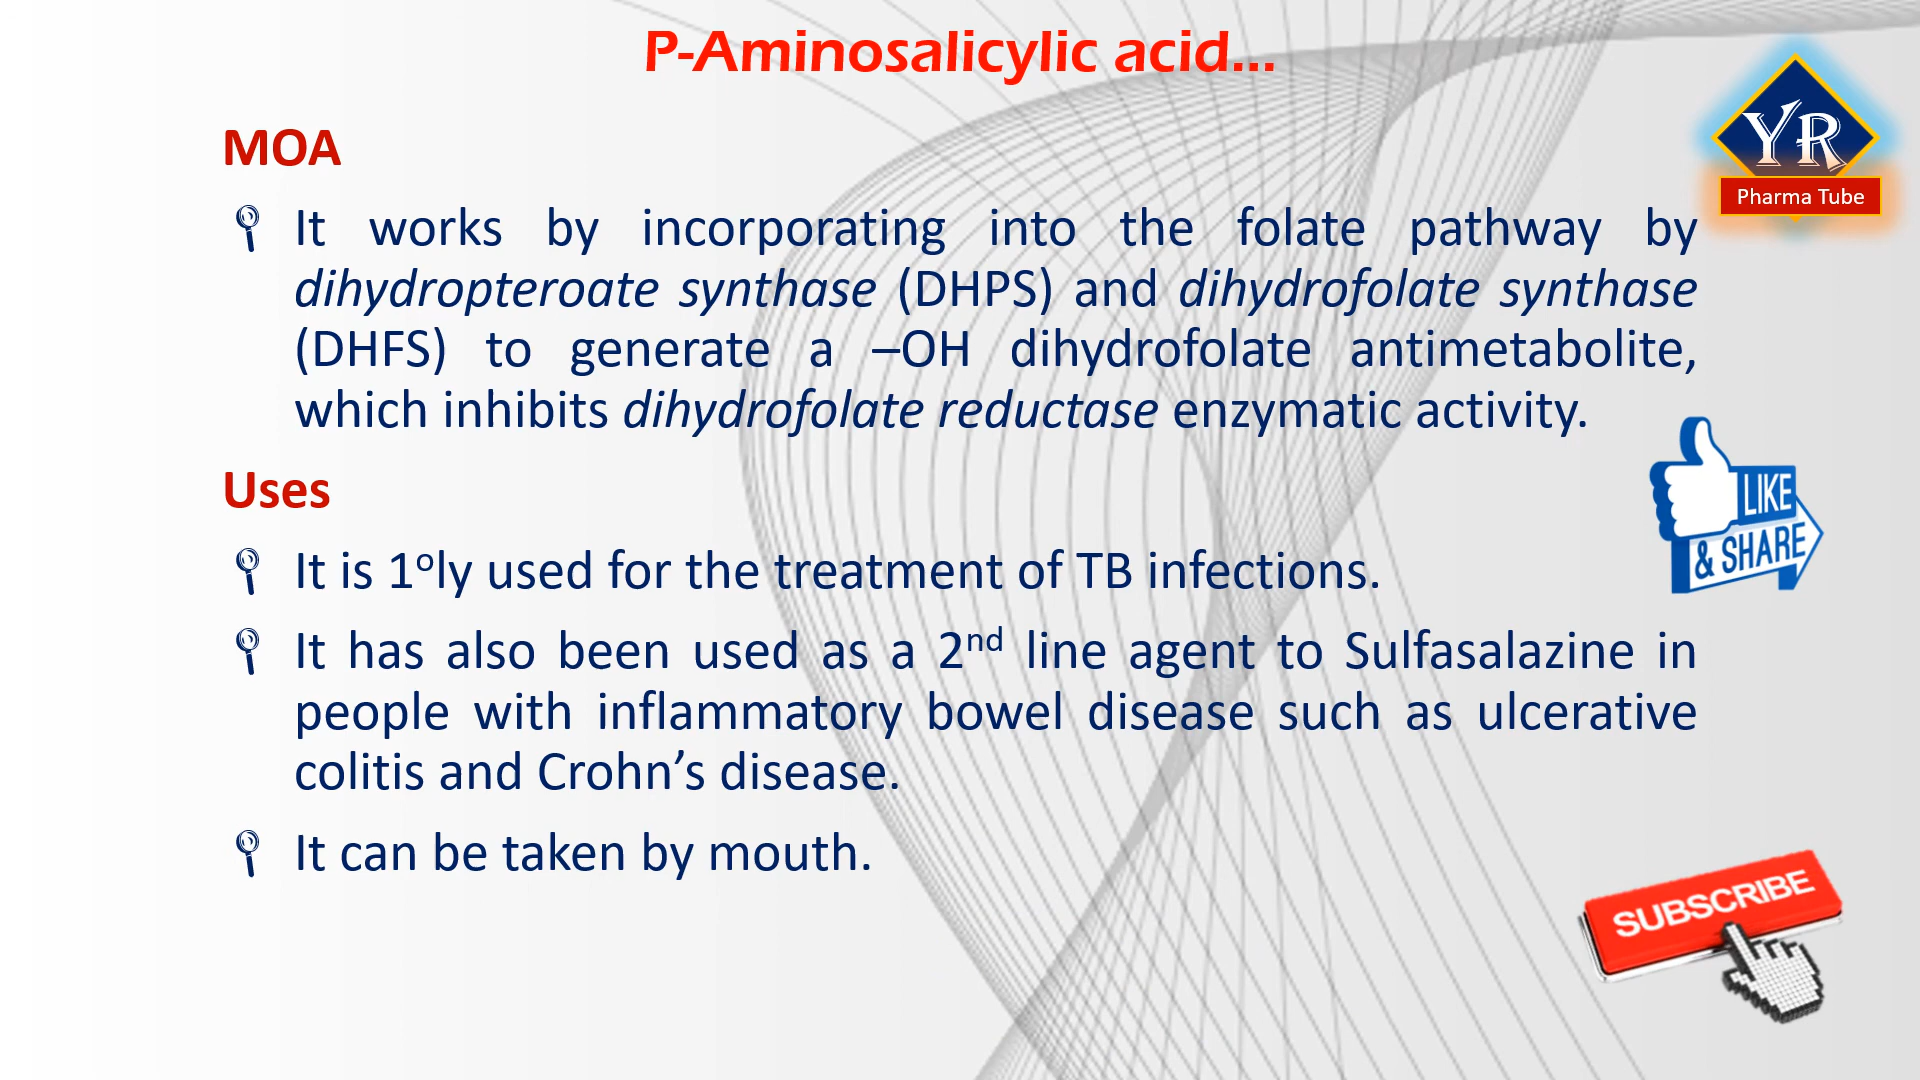 P-Aminosalicylic acid...
YR
Pharma Tube
MOA
It works by incorporating into the folate pathway by
dihydropteroate synthase (DHPS) and dihydrofolate synthase
(DHFS) to generate a –OH dihydrofolate antimetabolite,
which inhibits dihydrofolate reductase enzymatic activity.
LIKE
& SHARE
Uses
It is 1ºly used for the treatment of TB infections.
It has also been used as a 2ⁿᵈ line agent to Sulfasalazine in
people with inflammatory bowel disease such as ulcerative
colitis and Crohn’s disease.
It can be taken by mouth.
SUBSCRIBE